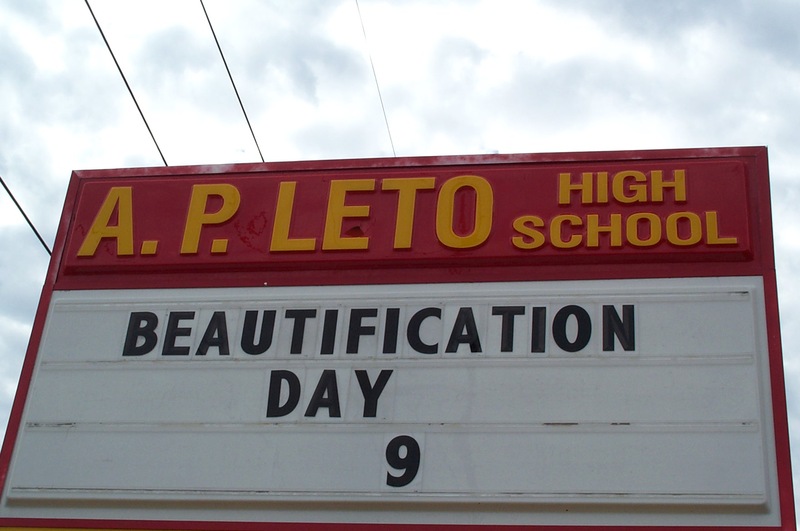 A. P. LETO HIGH SCHOOL
BEAUTIFICATION
DAY
9